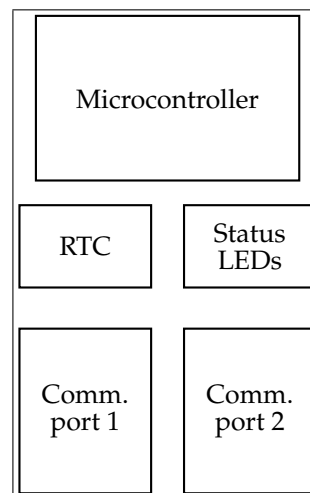 Microcontroller
RTC
Status
LEDs
Comm.
port 1
Comm.
port 2